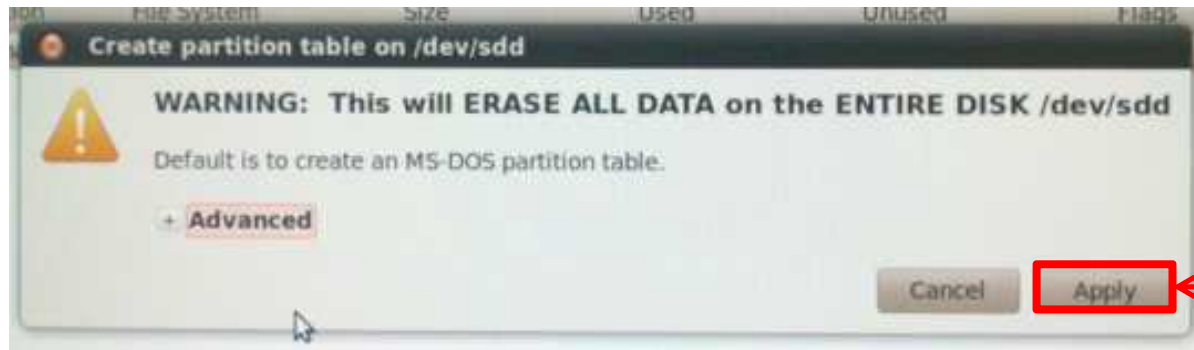 File System Size Used Unused Flags
Create partition table on /dev/sdd
WARNING: This will ERASE ALL DATA on the ENTIRE DISK /dev/sdd
Default is to create an MS-DOS partition table.
+ Advanced
Cancel Apply